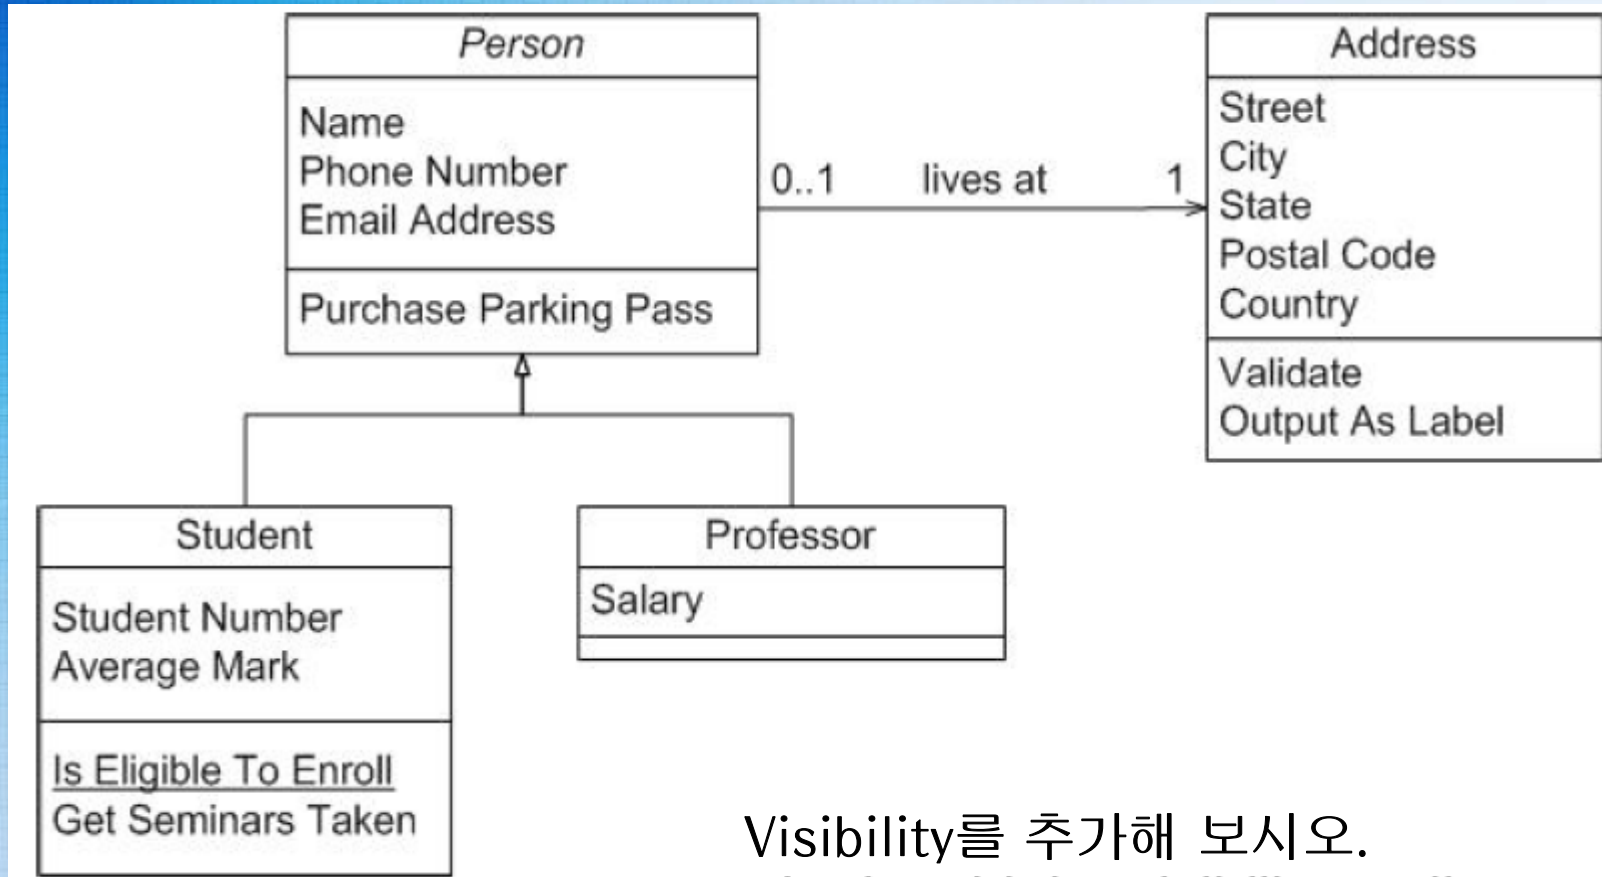 Person
Name
Phone Number
Email Address
Purchase Parking Pass
0..1 lives at 1
Address
Street
City
State
Postal Code
Country
Validate
Output As Label
Student
Student Number
Average Mark
Is Eligible To Enroll
Get Seminars Taken
Professor
Salary
Visibility를 추가해 보시오.